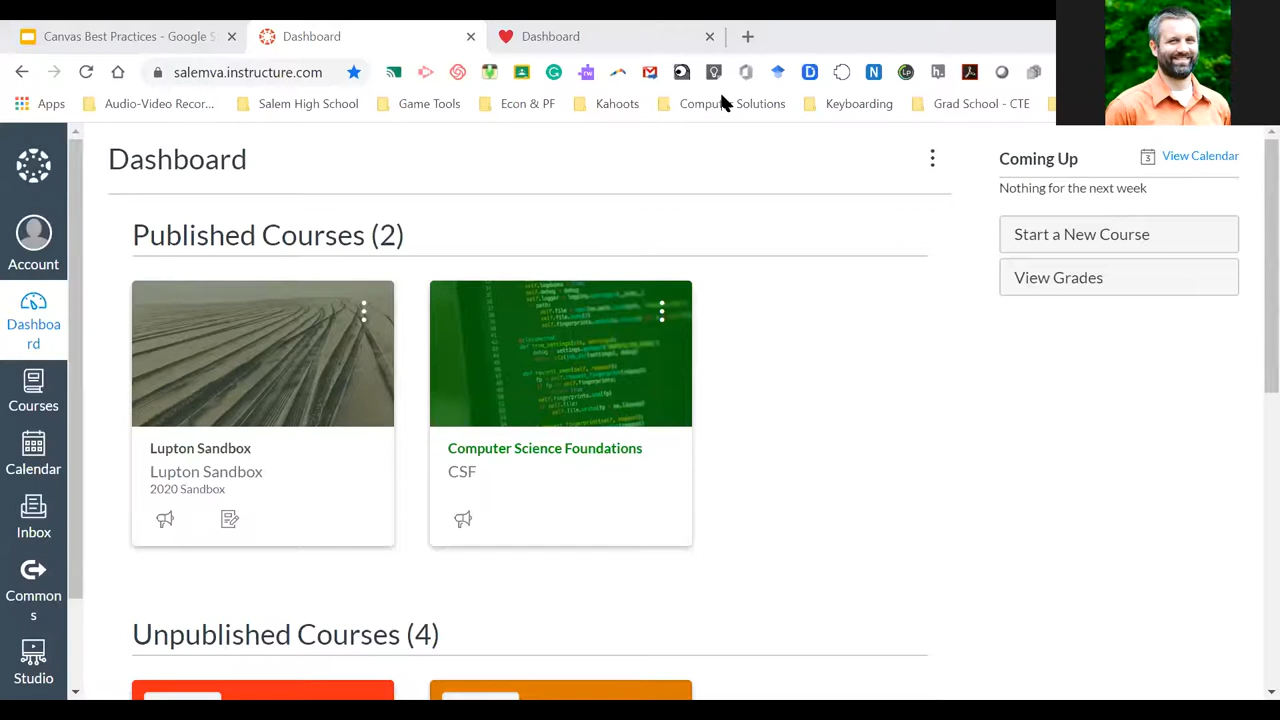 Canvas Best Practices - Google S
Dashboard
Dashboard
salemva.instructure.com
Apps
Audio-Video Recor...
Salem High School
Game Tools
Econ & PF
Kahoots
Computer Solutions
Keyboarding
Grad School - CTE
Account
Dashboa
rd
Courses
Calendar
Inbox
Common
s
Studio
Dashboard
Published Courses (2)
Lupton Sandbox
Lupton Sandbox
2020 Sandbox
Computer Science Foundations
CSF
Unpublished Courses (4)
Coming Up
View Calendar
Nothing for the next week
Start a New Course
View Grades